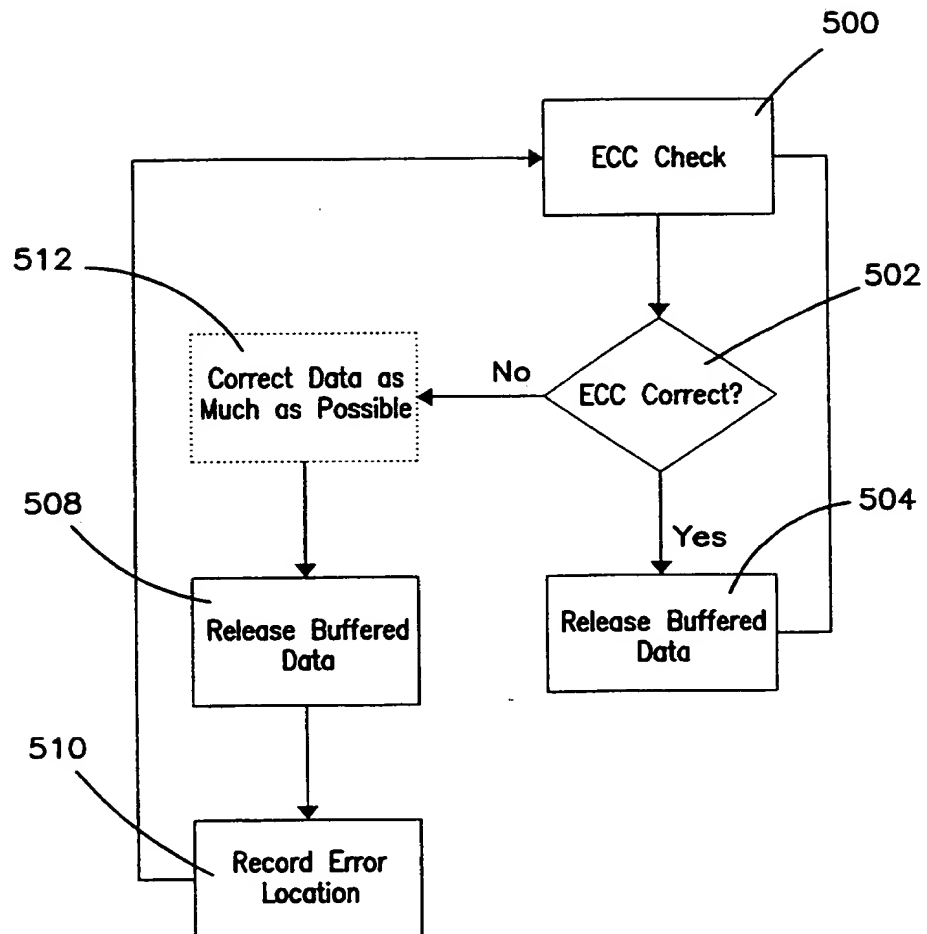 500
ECC Check
512
502
Correct Data as
Much as Possible
No
ECC Correct?
508
504
Yes
Release Buffered
Data
Release Buffered
Data
510
Record Error
Location